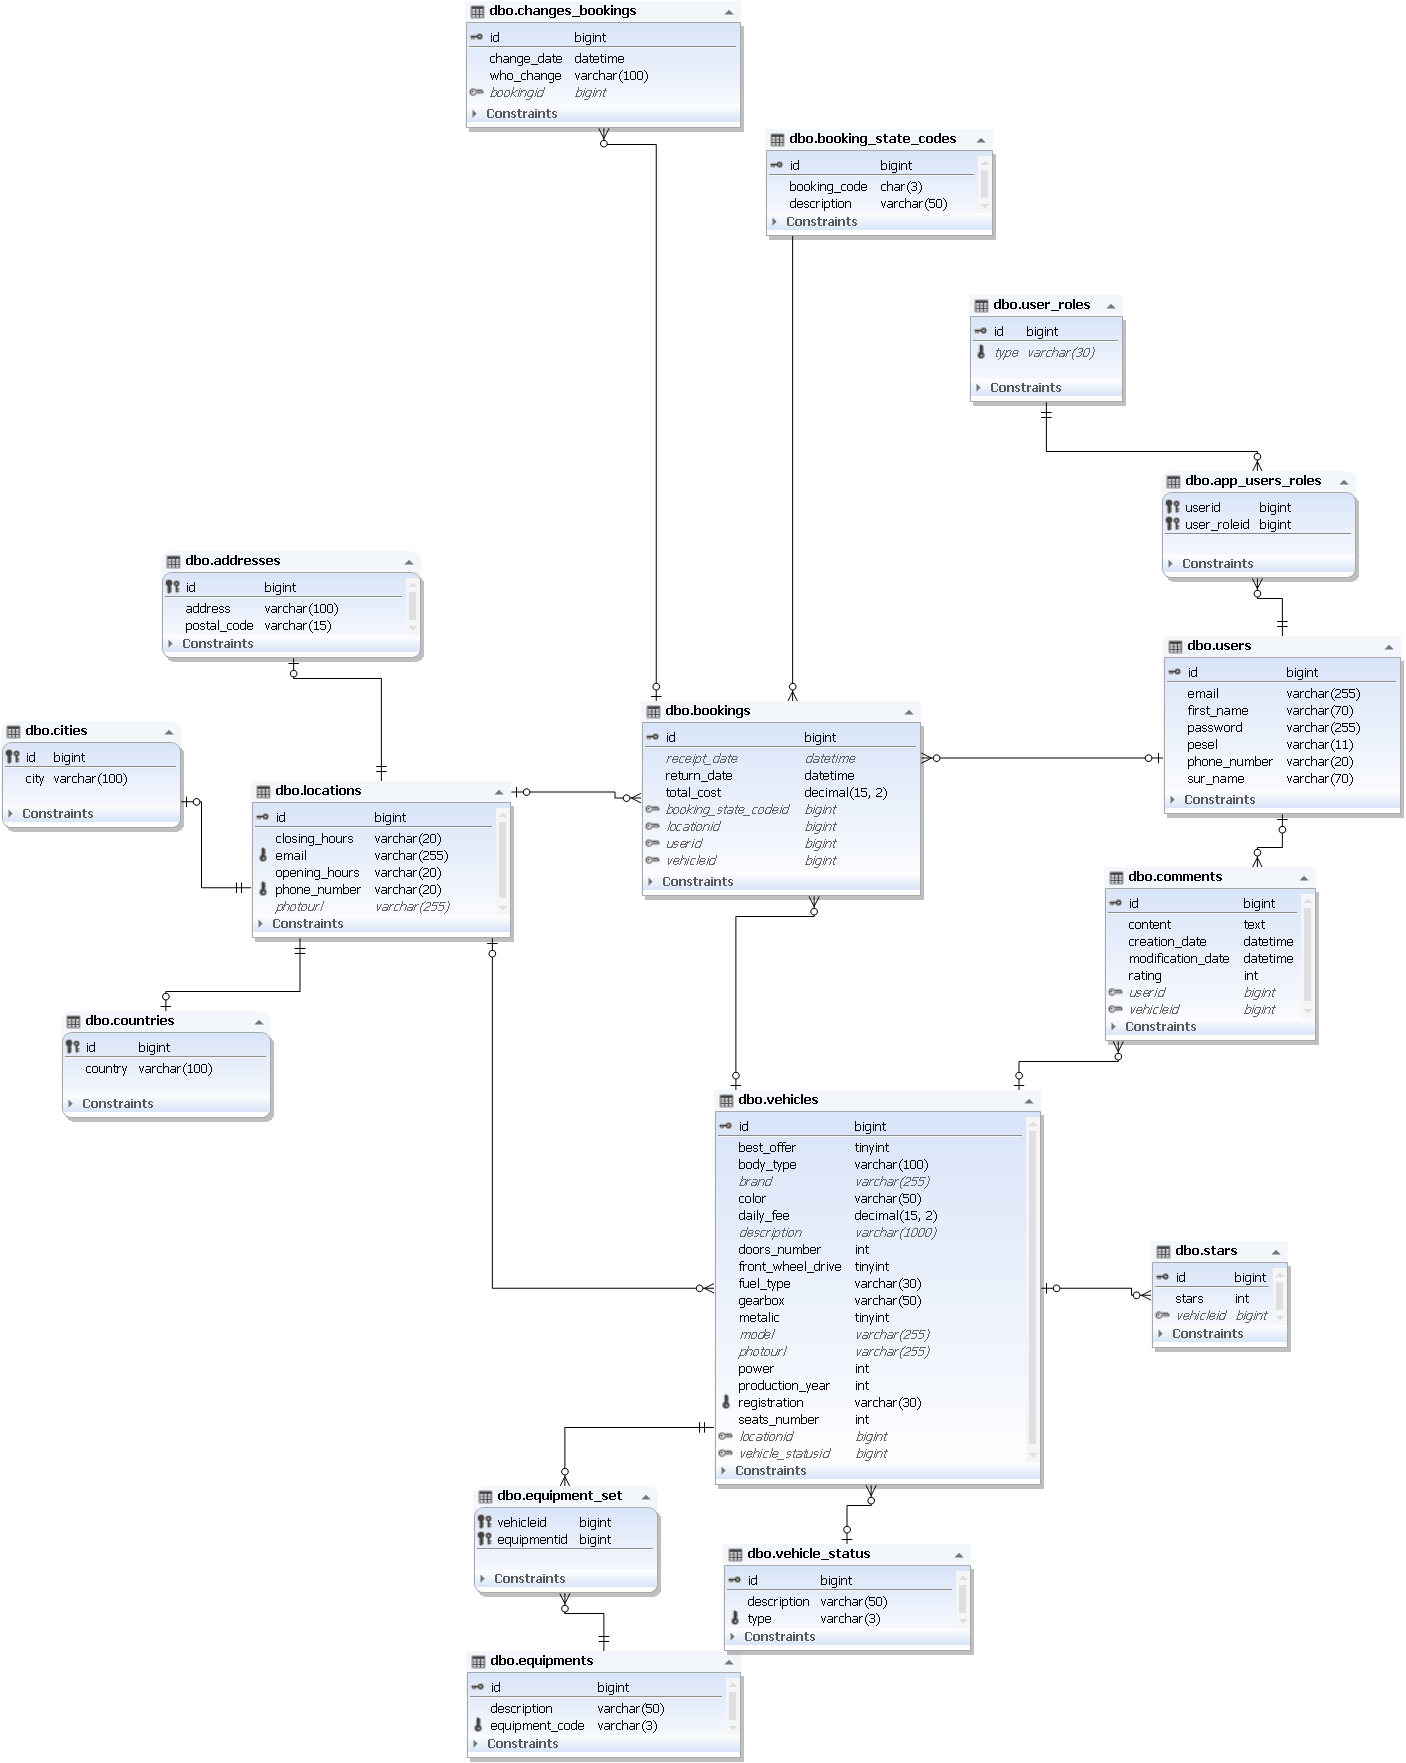 dbo.changes_bookings
id bigint
change_date datetime
who_change varchar(100)
bookingid bigint
Constraints
dbo.booking_state_codes
id bigint
booking_code char(3)
description varchar(50)
Constraints
dbo.user_roles
id bigint
type varchar(30)
Constraints
dbo.app_users_roles
userid bigint
user_roleid bigint
Constraints
dbo.addresses
id bigint
address varchar(100)
postal_code varchar(15)
Constraints
dbo.users
id bigint
email varchar(255)
first_name varchar(70)
password varchar(255)
pesel varchar(11)
phone_number varchar(20)
sur_name varchar(70)
Constraints
dbo.cities
id bigint
city varchar(100)
Constraints
dbo.bookings
id bigint
receipt_date datetime
return_date datetime
total_cost decimal(15, 2)
booking_state_codeid bigint
locationid bigint
userid bigint
vehicleid bigint
Constraints
dbo.locations
id bigint
closing_hours varchar(20)
email varchar(255)
opening_hours varchar(20)
phone_number varchar(20)
photourl varchar(255)
Constraints
dbo.comments
id bigint
content text
creation_date datetime
modification_date datetime
rating int
userid bigint
vehicleid bigint
Constraints
dbo.countries
id bigint
country varchar(100)
Constraints
dbo.vehicles
id bigint
best_offer tinyint
body_type varchar(100)
brand varchar(255)
color varchar(50)
daily_fee decimal(15, 2)
description varchar(1000)
doors_number int
front_wheel_drive tinyint
fuel_type varchar(30)
gearbox varchar(50)
metalic tinyint
model varchar(255)
photourl varchar(255)
power int
production_year int
registration varchar(30)
seats_number int
locationid bigint
vehicle_statusid bigint
Constraints
dbo.stars
id bigint
stars int
vehicleid bigint
Constraints
dbo.equipment_set
vehicleid bigint
equipmentid bigint
Constraints
dbo.vehicle_status
id bigint
description varchar(50)
type varchar(3)
Constraints
dbo.equipments
id bigint
description varchar(50)
equipment_code varchar(3)
Constraints